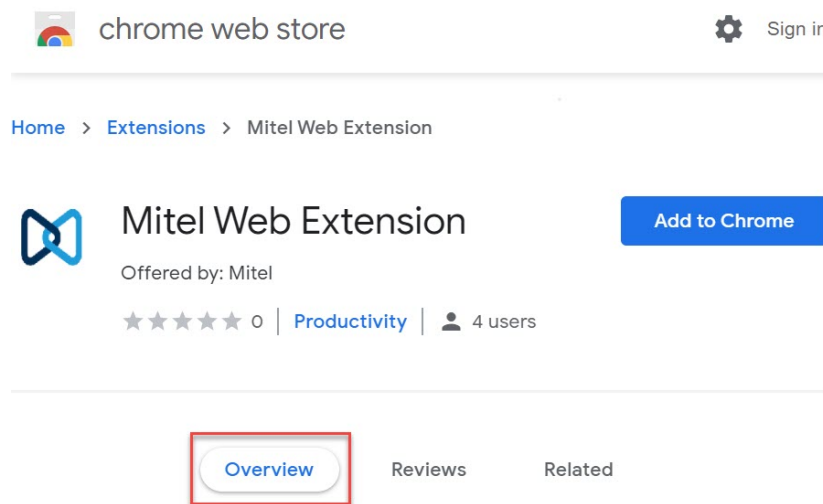 chrome web store
Sign in
Home > Extensions > Mitel Web Extension
Mitel Web Extension
Add to Chrome
Offered by: Mitel
0 | Productivity | 4 users
Overview Reviews Related